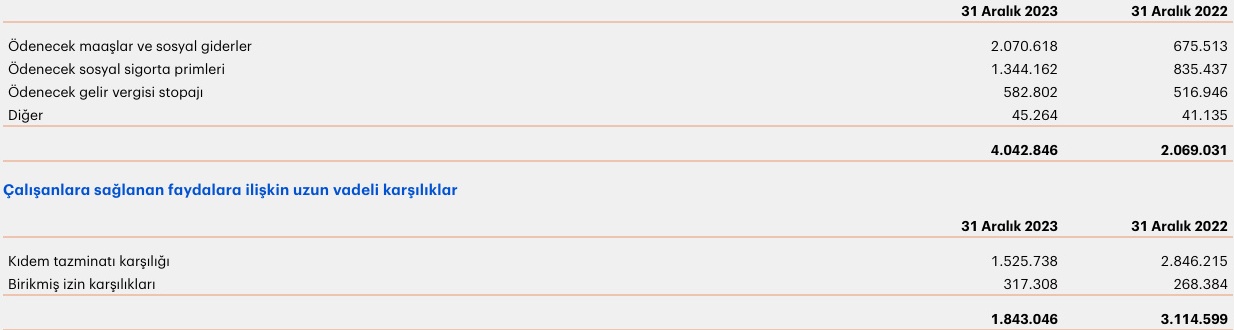 31 Aralık 2023 31 Aralık 2022
Ödenecek maaşlar ve sosyal giderler 2.070.618 675.513
Ödenecek sosyal sigorta primleri 1.344.162 835.437
Ödenecek gelir vergisi stopajı 582.802 516.946
Diğer 45.264 41.135
4.042.846 2.069.031
Çalışanlara sağlanan faydalara ilişkin uzun vadeli karşılıklar
31 Aralık 2023 31 Aralık 2022
Kıdem tazminatı karşılığı 1.525.738 2.846.215
Birikmiş izin karşılıkları 317.308 268.384
1.843.046 3.114.599